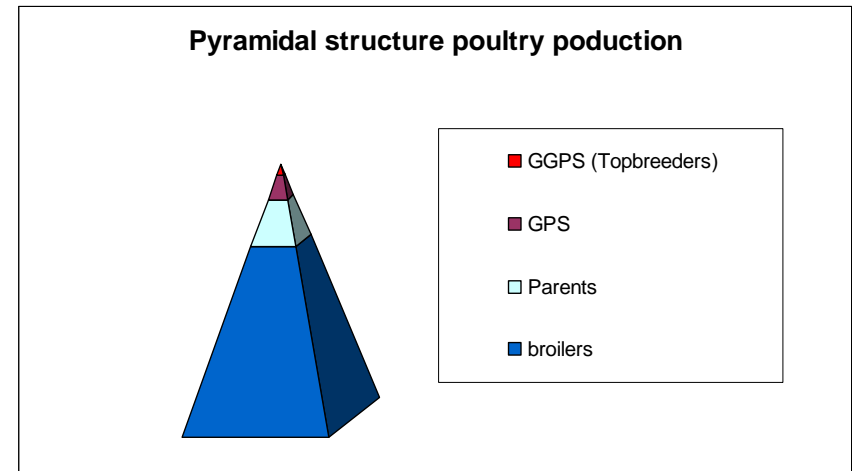 Pyramidal structure poultry poduction
GGPS (Topbreeders)
GPS
Parents
broilers